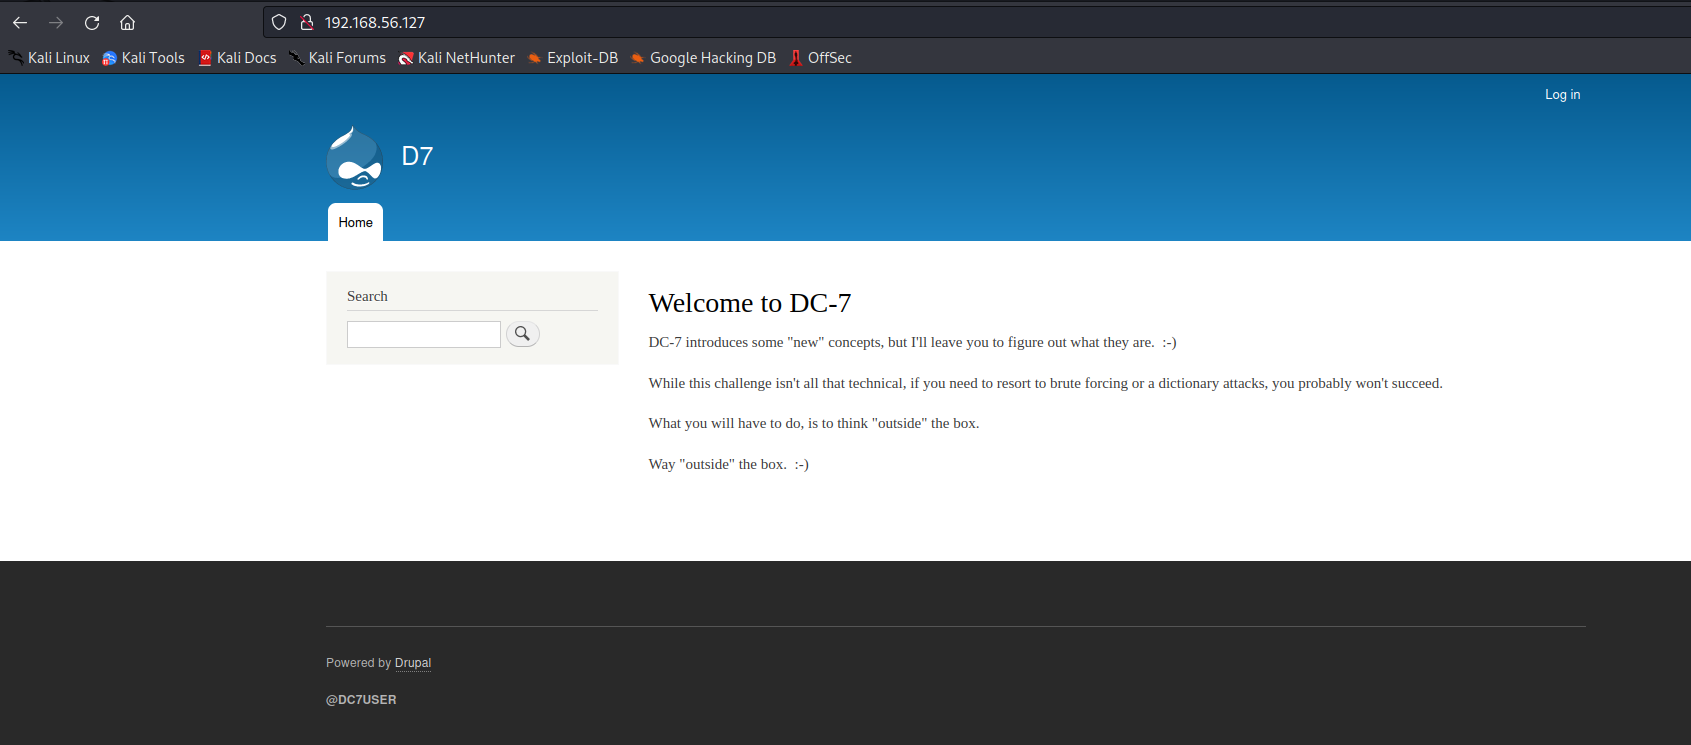 192.168.56.127
Kali Linux Kali Tools Kali Docs Kali Forums Kali NetHunter Exploit-DB Google Hacking DB OffSec
Log in
D7
Home
Search
Welcome to DC-7
DC-7 introduces some "new" concepts, but I'll leave you to figure out what they are.  :-)
While this challenge isn't all that technical, if you need to resort to brute forcing or a dictionary attacks, you probably won't succeed.
What you will have to do, is to think "outside" the box.
Way "outside" the box.  :-)
Powered by Drupal
@DC7USER